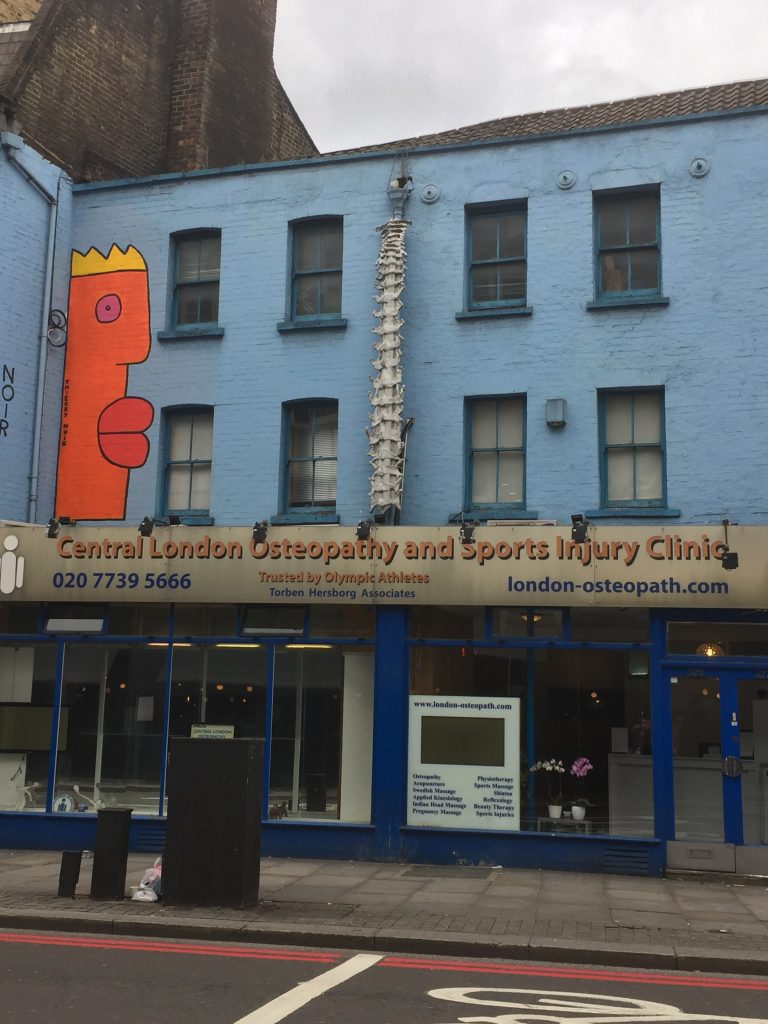 NOIR
THIERRY NOIR
Central London Osteopathy and Sports Injury Clinic
020 7739 5666
Trusted by Olympic Athletes
Torben Hersborg Associates
london-osteopath.com
CENTRAL LONDON
OSTEOPATHY
www.london-osteopath.com
Osteopathy
Acupuncture
Swedish Massage
Applied Kinesiology
Indian Head Massage
Pregnancy Massage
Physiotherapy
Sports Massage
Shiatsu
Reflexology
Beauty Therapy
Sports Injuries